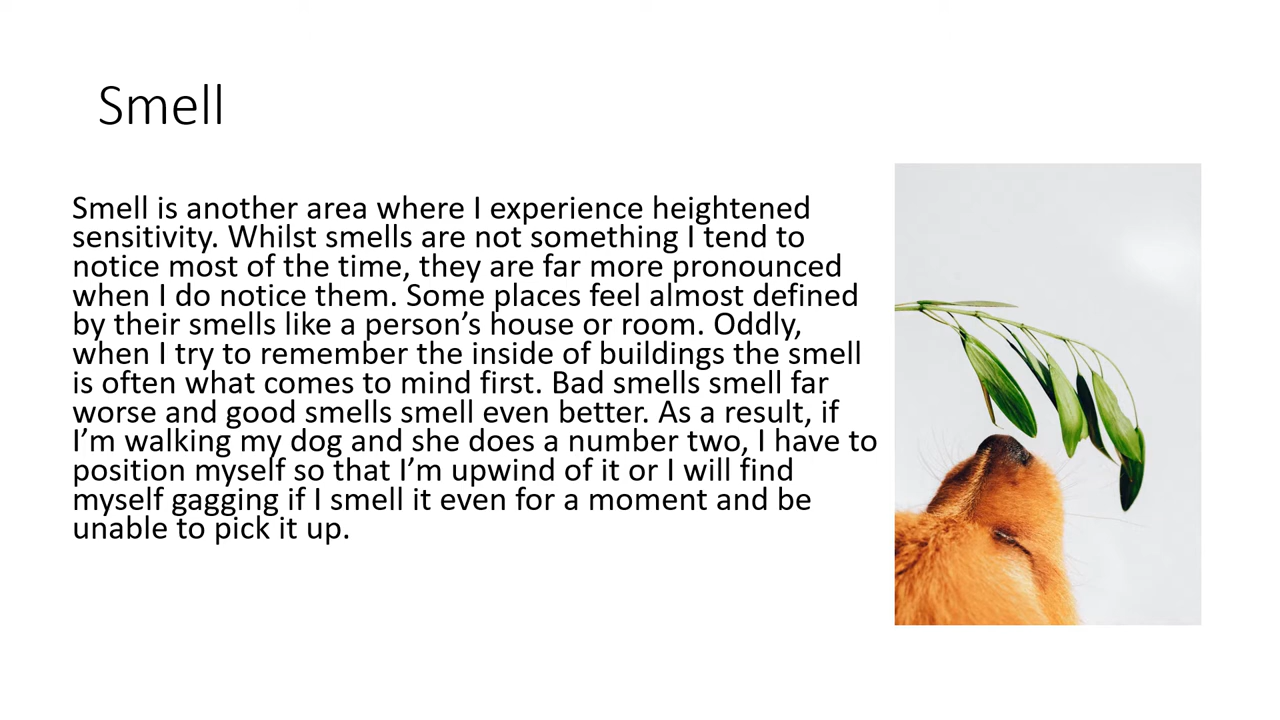 Smell
Smell is another area where I experience heightened
sensitivity. Whilst smells are not something I tend to
notice most of the time, they are far more pronounced
when I do notice them. Some places feel almost defined
by their smells like a person’s house or room. Oddly,
when I try to remember the inside of buildings the smell
is often what comes to mind first. Bad smells smell far
worse and good smells smell even better. As a result, if
I’m walking my dog and she does a number two, I have to
position myself so that I’m upwind of it or I will find
myself gagging if I smell it even for a moment and be
unable to pick it up.